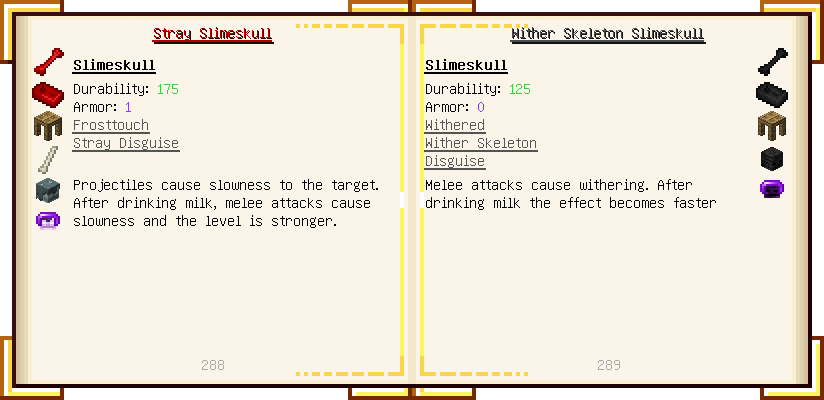 Stray Slimeskull
Slimeskull
Durability: 175
Armor: 1
Frosttouch
Stray Disguise
Projectiles cause slowness to the target.
After drinking milk, melee attacks cause
slowness and the level is stronger.
288
Wither Skeleton Slimeskull
Slimeskull
Durability: 125
Armor: 0
Withered
Wither Skeleton
Disguise
Melee attacks cause withering. After
drinking milk the effect becomes faster
289